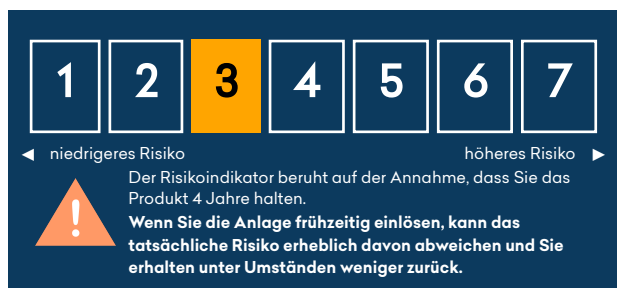 1 2 3 4 5 6 7
◄ niedrigeres Risiko höheres Risiko ►
Der Risikoindikator beruht auf der Annahme, dass Sie das
Produkt 4 Jahre halten.
!
Wenn Sie die Anlage frühzeitig einlösen, kann das
tatsächliche Risiko erheblich davon abweichen und Sie
erhalten unter Umständen weniger zurück.